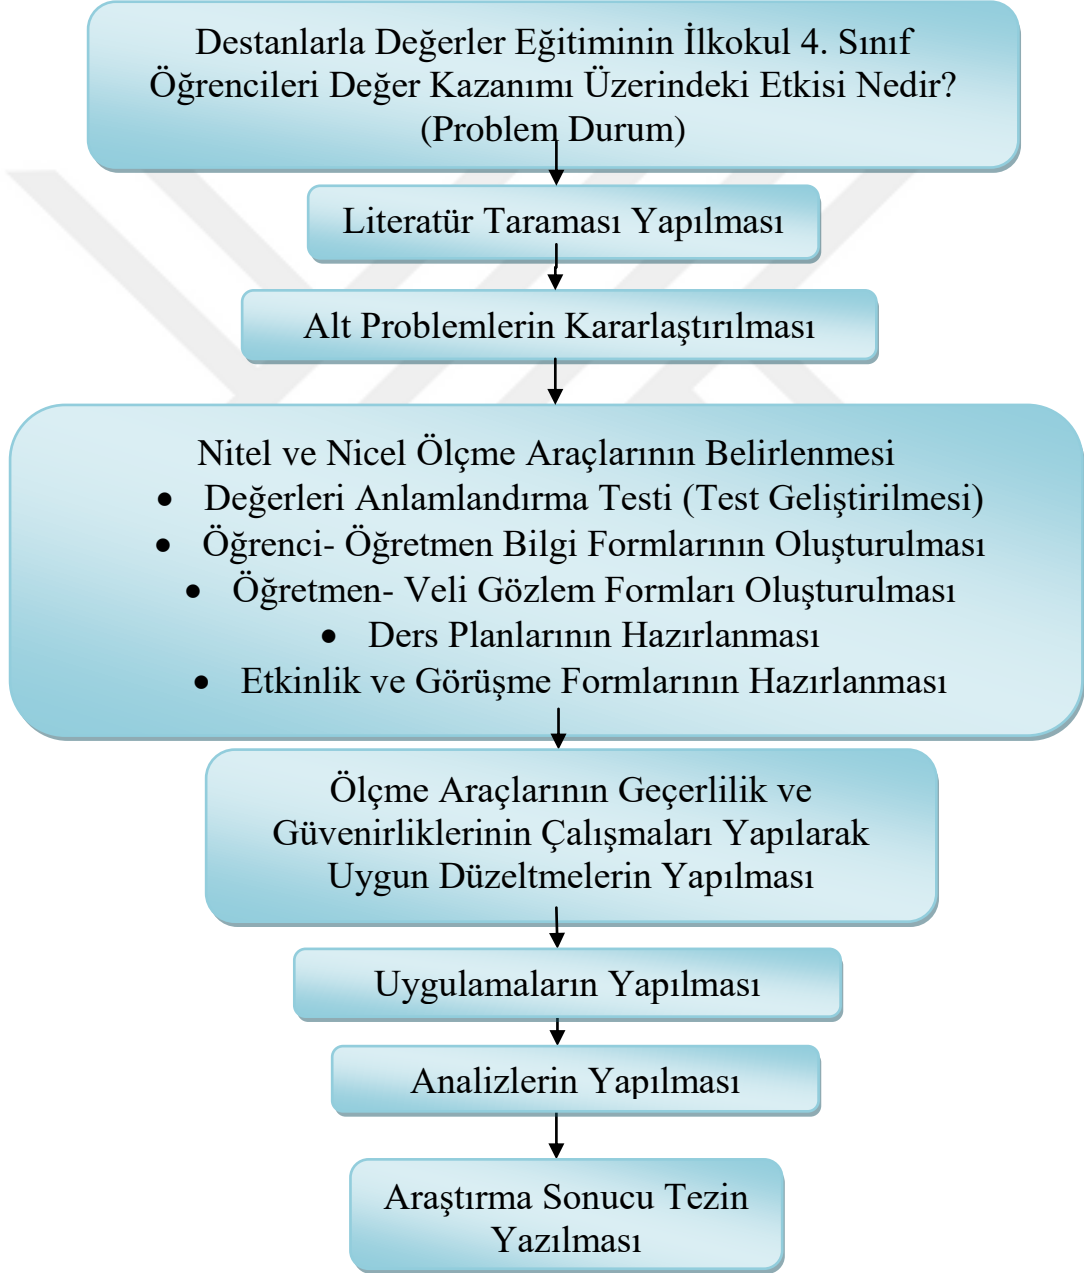 Destanlarla Değerler Eğitiminin İlkokul 4. Sınıf
Öğrencileri Değer Kazanımı Üzerindeki Etkisi Nedir?
(Problem Durum)
Literatür Taraması Yapılması
Alt Problemlerin Kararlaştırılması
Nitel ve Nicel Ölçme Araçlarının Belirlenmesi
• Değerleri Anlamlandırma Testi (Test Geliştirilmesi)
• Öğrenci- Öğretmen Bilgi Formlarının Oluşturulması
• Öğretmen- Veli Gözlem Formları Oluşturulması
• Ders Planlarının Hazırlanması
• Etkinlik ve Görüşme Formlarının Hazırlanması
Ölçme Araçlarının Geçerlilik ve
Güvenirliklerinin Çalışmaları Yapılarak
Uygun Düzeltmelerin Yapılması
Uygulamaların Yapılması
Analizlerin Yapılması
Araştırma Sonucu Tezin
Yazılması